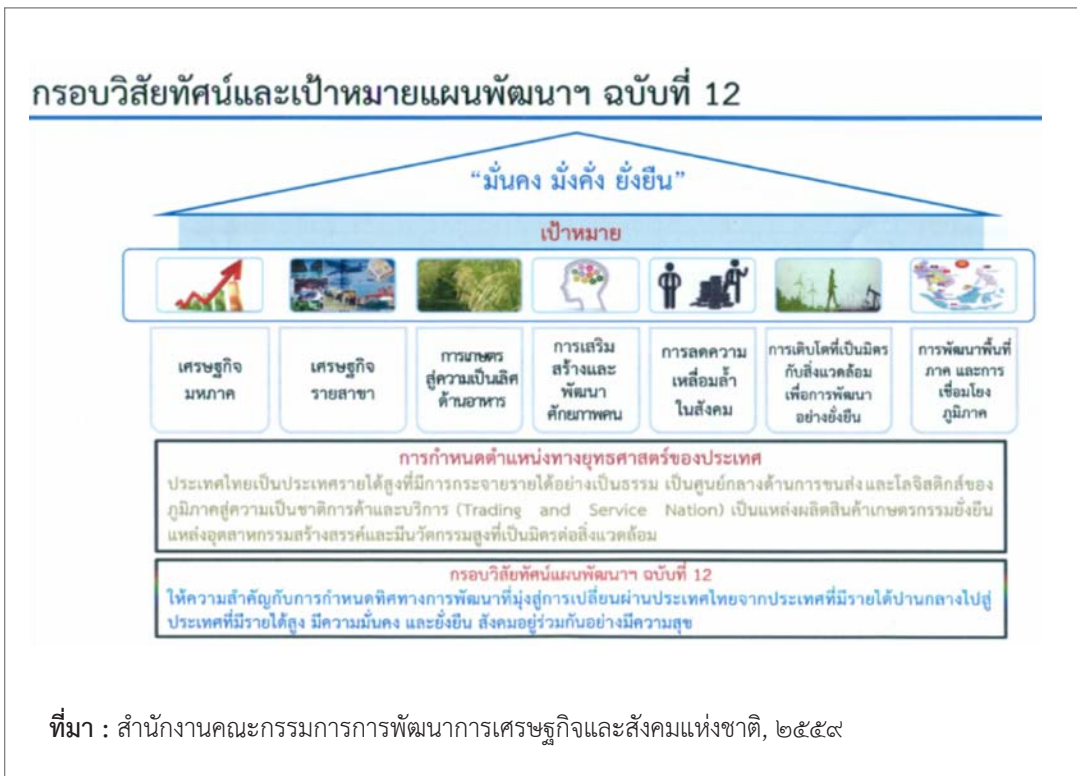 กรอบวิสัยทัศน์และเป้าหมายแผนพัฒนาฯ ฉบับที่ 12
“มั่นคง มั่งคั่ง ยั่งยืน”
เป้าหมาย
เศรษฐกิจ
มหภาค
เศรษฐกิจ
รายสาขา
การเกษตร
สู่ความเป็นเลิศ
ด้านอาหาร
การเสริม
สร้างและ
พัฒนา
ศักยภาพคน
การลดความ
เหลื่อมล้ำ
ในสังคม
การเติบโตที่เป็นมิตร
กับสิ่งแวดล้อม
เพื่อการพัฒนา
อย่างยั่งยืน
การพัฒนาพื้นที่
ภาค และการ
เชื่อมโยง
ภูมิภาค
การกำหนดตำแหน่งทางยุทธศาสตร์ของประเทศ
ประเทศไทยเป็นประเทศรายได้สูงที่มีการกระจายรายได้อย่างเป็นธรรม เป็นศูนย์กลางด้านการขนส่งและโลจิสติกส์ของ
ภูมิภาคสู่ความเป็นชาติการค้าและบริการ (Trading and Service Nation) เป็นแหล่งผลิตสินค้าเกษตรกรรมยั่งยืน
แหล่งอุตสาหกรรมสร้างสรรค์และมีนวัตกรรมสูงที่เป็นมิตรต่อสิ่งแวดล้อม
กรอบวิสัยทัศน์แผนพัฒนาฯ ฉบับที่ 12
ให้ความสำคัญกับการกำหนดทิศทางการพัฒนาที่มุ่งสู่การเปลี่ยนผ่านประเทศไทยจากประเทศที่มีรายได้ปานกลางไปสู่
ประเทศที่มีรายได้สูง มีความมั่นคง และยั่งยืน สังคมอยู่ร่วมกันอย่างมีความสุข
ที่มา : สำนักงานคณะกรรมการการพัฒนาการเศรษฐกิจและสังคมแห่งชาติ, ๒๕๕๙